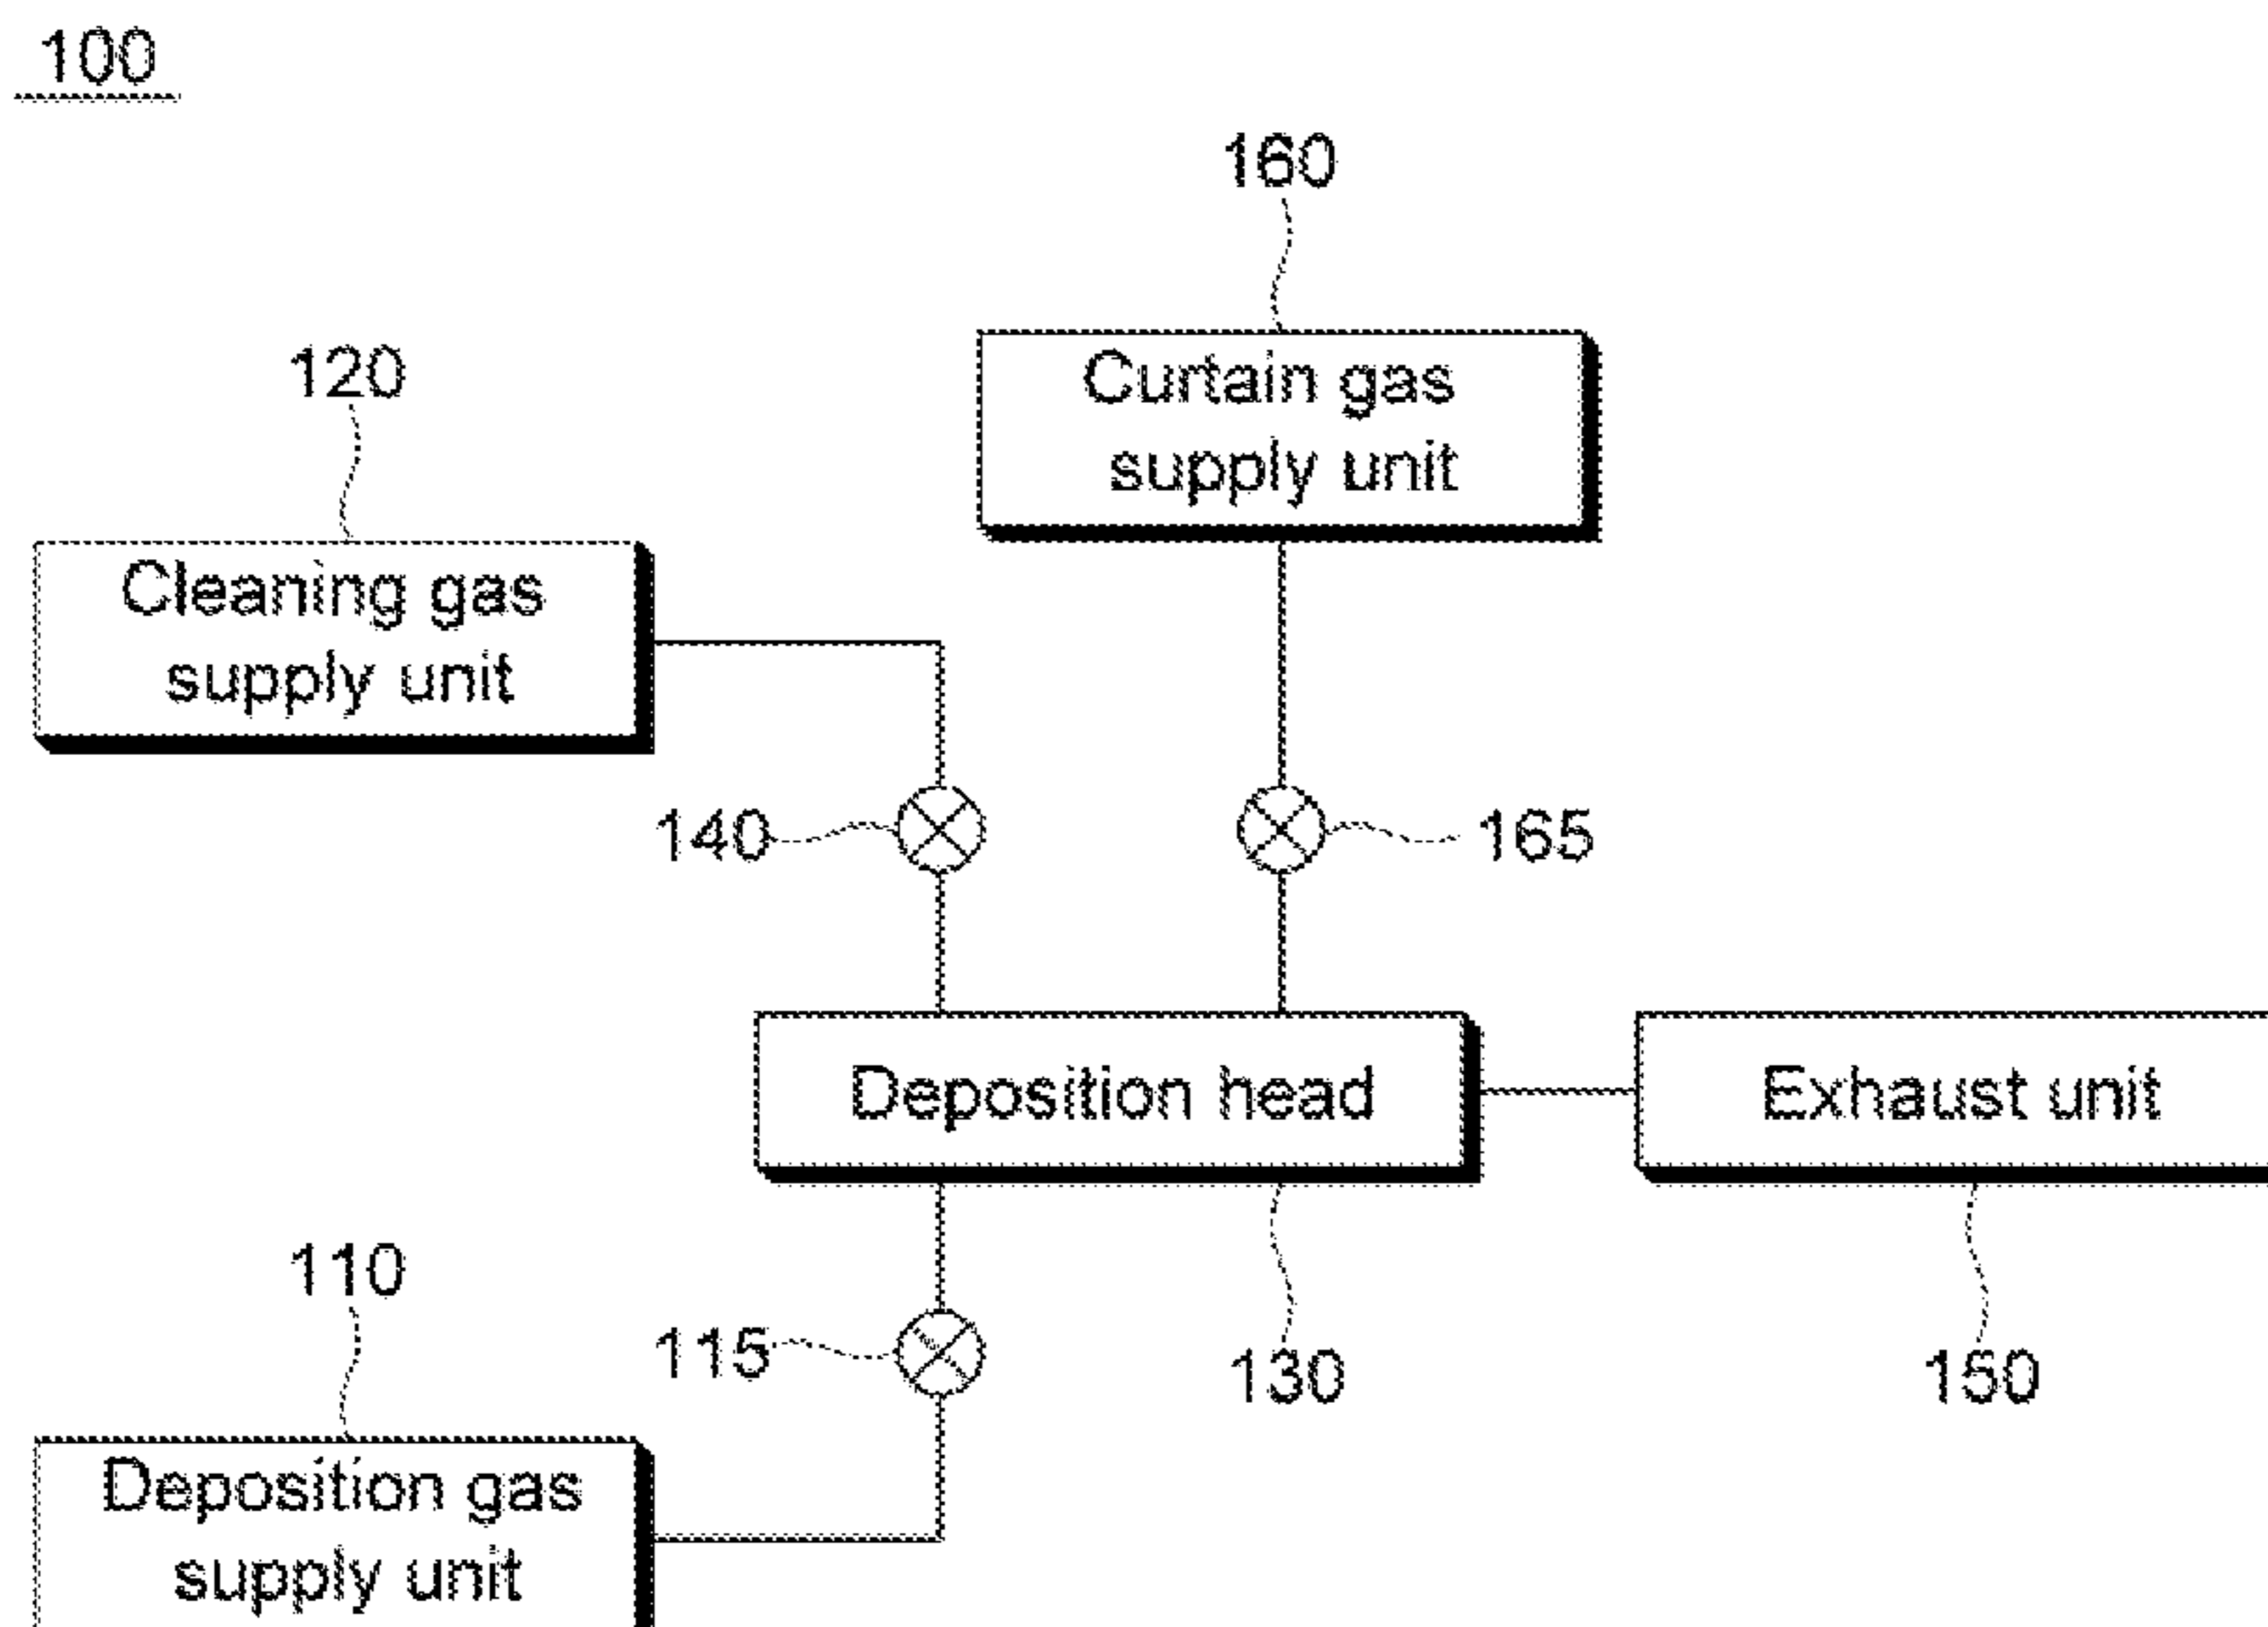 100
160
120
Curtain gas
supply unit
Cleaning gas
supply unit
140
165
Deposition head
Exhaust unit
110
115
130
150
Deposition gas
supply unit